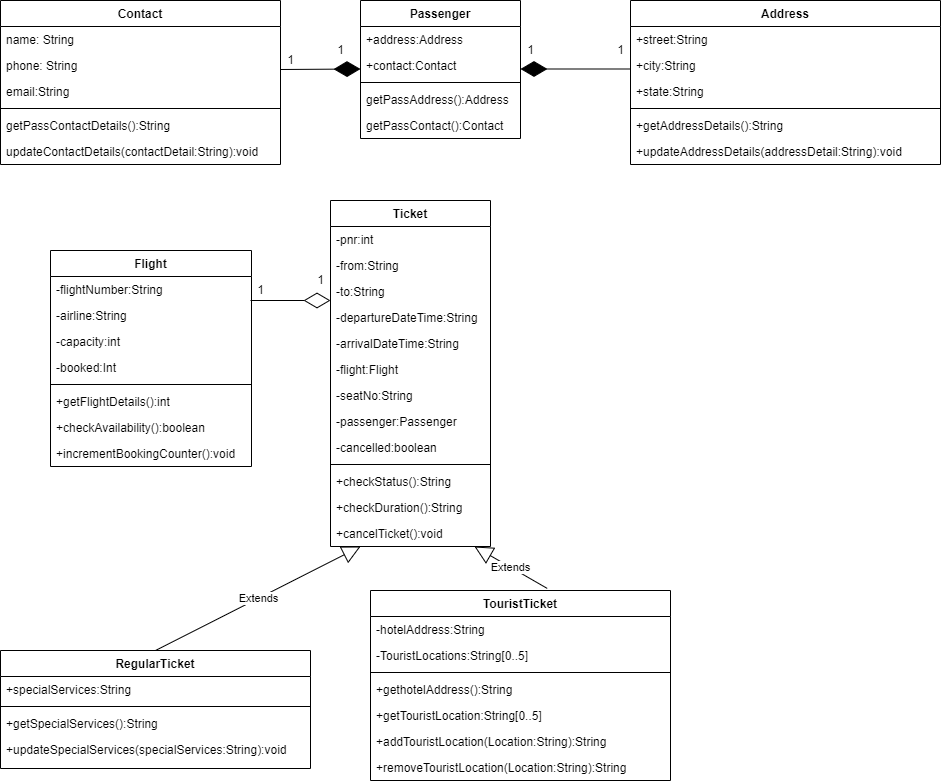 Contact
name: String
phone: String
email:String
getPassContactDetails():String
updateContactDetails(contactDetail:String):void
1
1
Passenger
+address:Address
+contact:Contact
getPassAddress():Address
getPassContact():Contact
1
1
Address
+street:String
+city:String
+state:String
+getAddressDetails():String
+updateAddressDetails(addressDetail:String):void
Flight
-flightNumber:String
-airline:String
-capacity:int
-booked:Int
+getFlightDetails():int
+checkAvailability():boolean
+incrementBookingCounter():void
1
1
Ticket
-pnr:int
-from:String
-to:String
-departureDateTime:String
-arrivalDateTime:String
-flight:Flight
-seatNo:String
-passenger:Passenger
-cancelled:boolean
+checkStatus():String
+checkDuration():String
+cancelTicket():void
Extends
Extends
RegularTicket
+specialServices:String
+getSpecialServices():String
+updateSpecialServices(specialServices:String):void
TouristTicket
-hotelAddress:String
-TouristLocations:String[0..5]
+gethotelAddress():String
+getTouristLocation:String[0..5]
+addTouristLocation(Location:String):String
+removeTouristLocation(Location:String):String